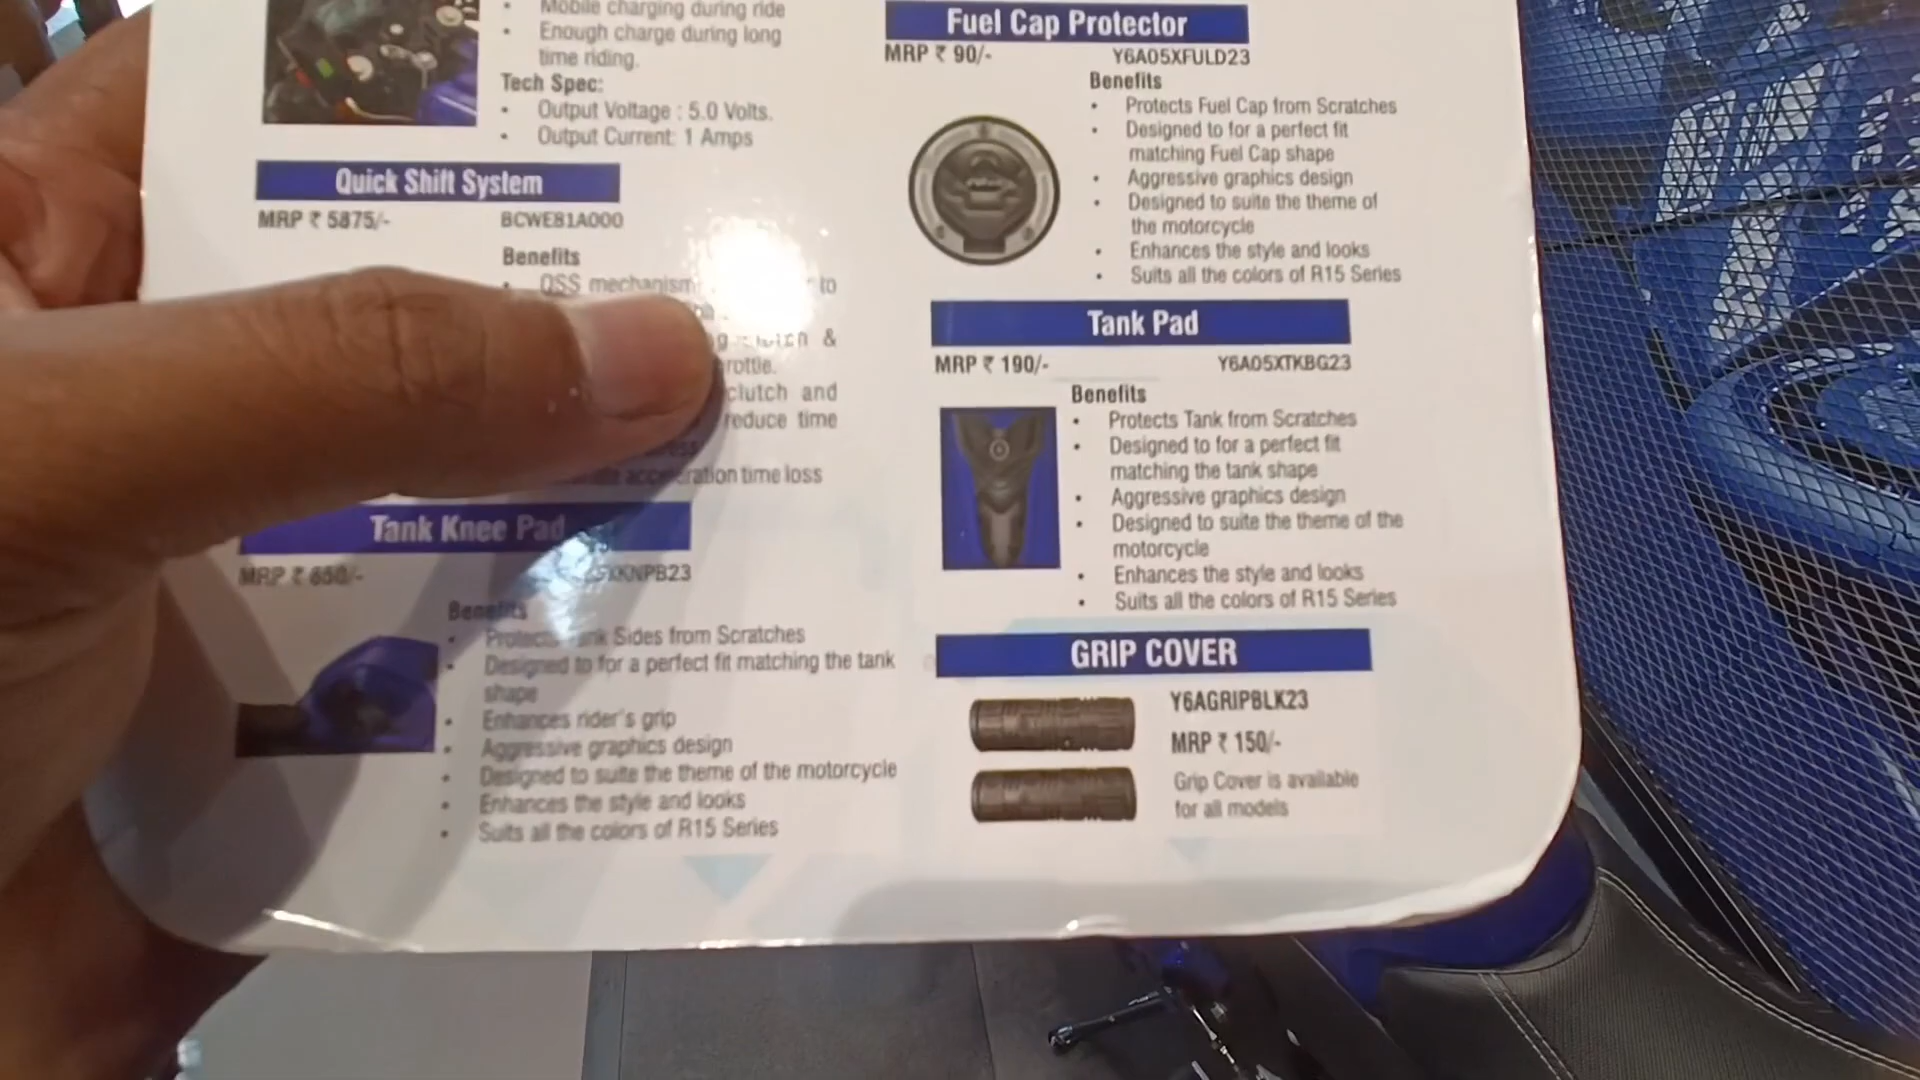 Mobile charging during ride
Enough charge during long
time riding.
Tech Spec:
Output Voltage : 5.0 Volts.
Output Current: 1 Amps
Quick Shift System
MRP ₹ 5875/-
BCWE81A000
Benefits
QSS mechanism to
&
clutch and
reduce time
time loss
Tank Knee Pad
MRP ₹ 650/-
Benefits
Protects Tank Sides from Scratches
Designed to for a perfect fit matching the tank
shape
Enhances rider's grip
Aggressive graphics design
Designed to suite the theme of the motorcycle
Enhances the style and looks
Suits all the colors of R15 Series
Fuel Cap Protector
MRP ₹ 90/-
Y6A05XFULD23
Benefits
Protects Fuel Cap from Scratches
Designed to for a perfect fit
matching Fuel Cap shape
Aggressive graphics design
Designed to suite the theme of
the motorcycle
Enhances the style and looks
Suits all the colors of R15 Series
Tank Pad
MRP ₹ 190/-
Y6A05XTKBG23
Benefits
Protects Tank from Scratches
Designed to for a perfect fit
matching the tank shape
Aggressive graphics design
Designed to suite the theme of the
motorcycle
Enhances the style and looks
Suits all the colors of R15 Series
GRIP COVER
Y6AGRIPBLK23
MRP ₹ 150/-
Grip Cover is available
for all models